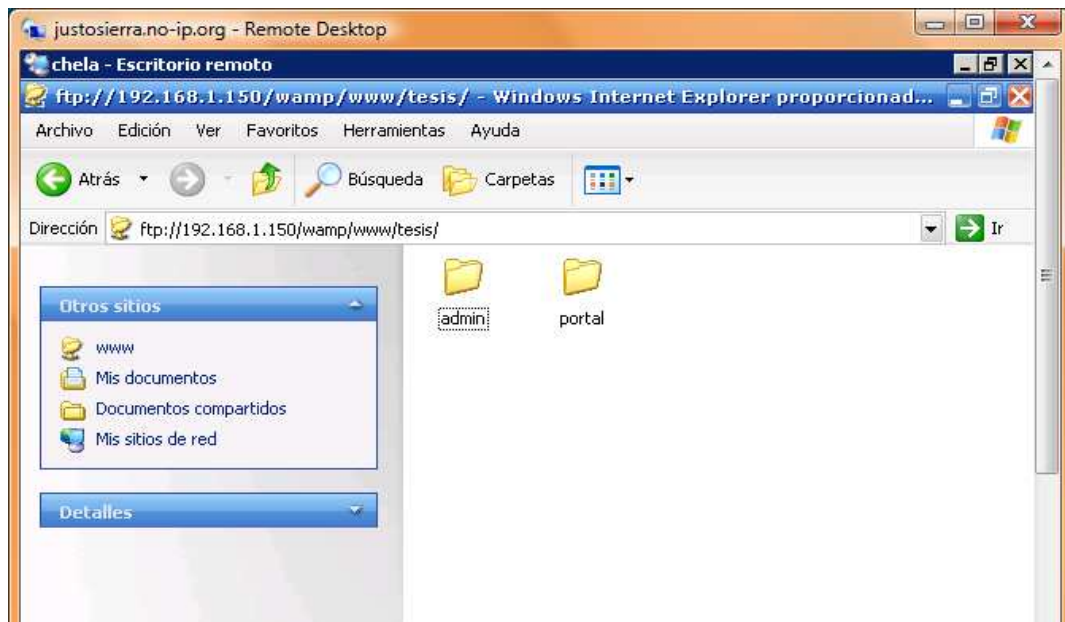 justosierra.no-ip.org - Remote Desktop
chela - Escritorio remoto
ftp://192.168.1.150/wamp/www/tesis/ - Windows Internet Explorer proporcionad...
Archivo Edición Ver Favoritos Herramientas Ayuda
Atrás Búsqueda Carpetas
Dirección ftp://192.168.1.150/wamp/www/tesis/ Ir
Otros sitios
www
Mis documentos
Documentos compartidos
Mis sitios de red
Detalles
admin portal